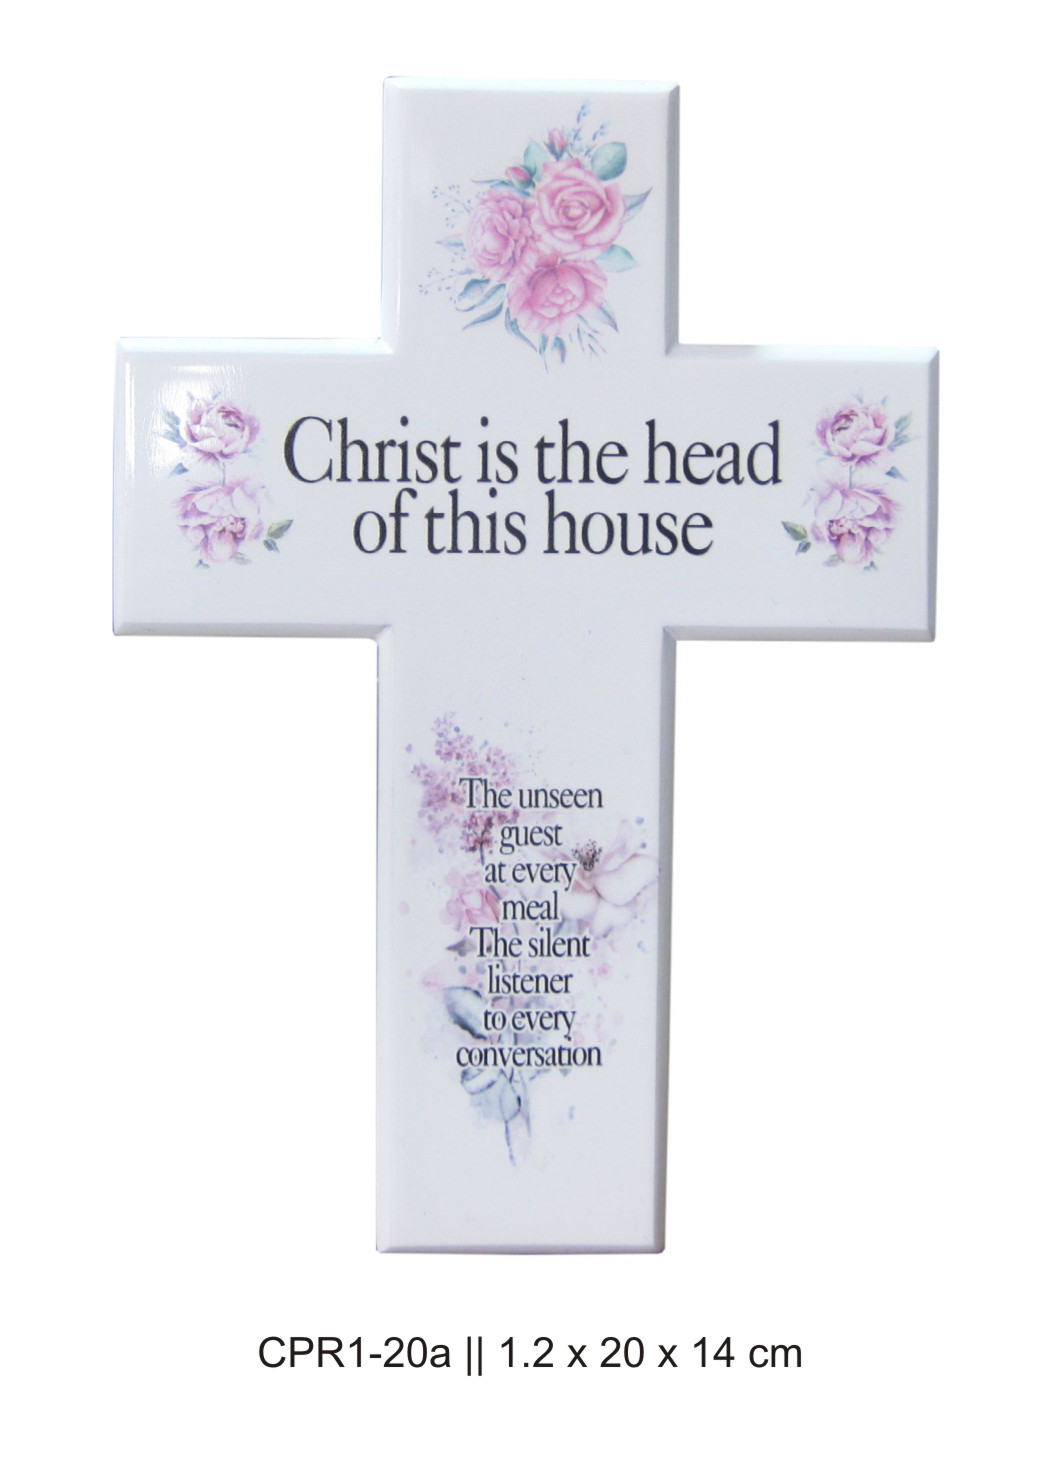 Christ is the head
of this house
The unseen
guest
at every
meal
The silent
listener
to every
conversation
CPR1-20a || 1.2 x 20 x 14 cm